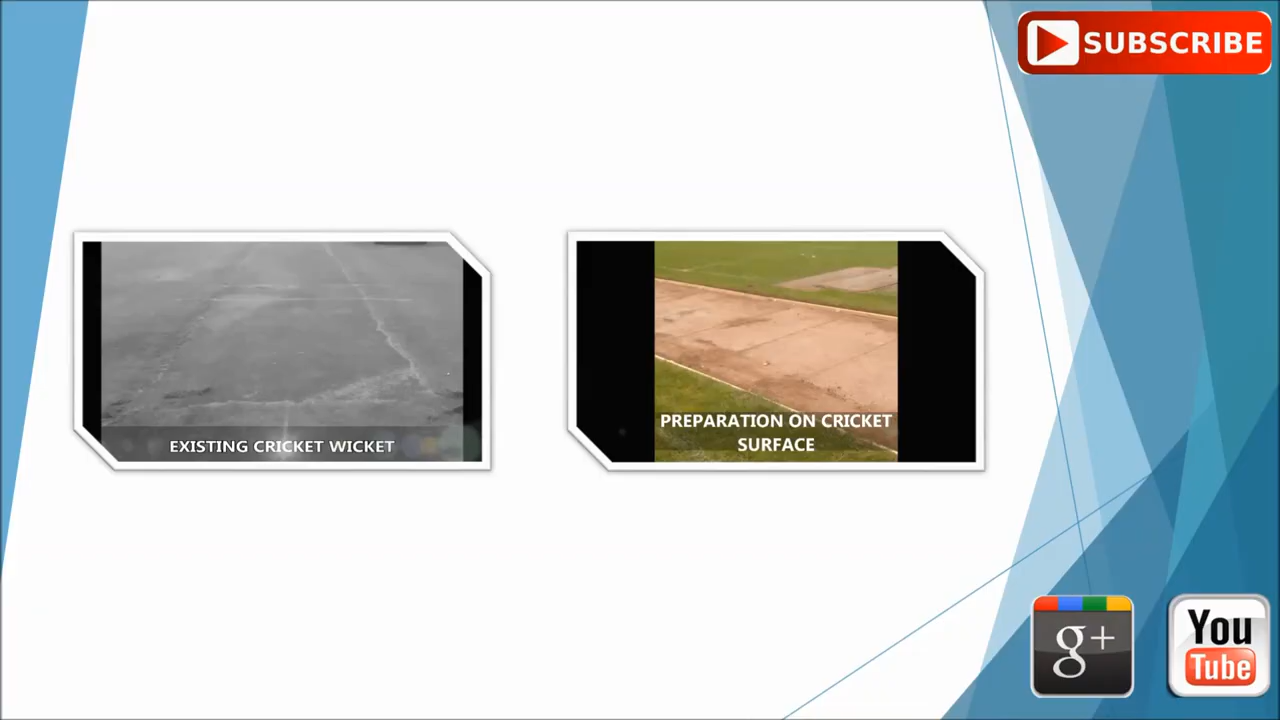 SUBSCRIBE
EXISTING CRICKET WICKET
PREPARATION ON CRICKET
SURFACE
g+
You
Tube